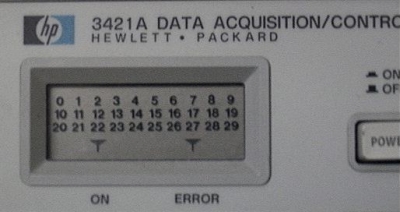 hp 3421A DATA ACQUISITION/CONTRO
HEWLETT · PACKARD
ON
OF
0 1 2 3 4 5 6 7 8 9
10 11 12 13 14 15 16 17 18 19
20 21 22 23 24 25 26 27 28 29
POWE
ON ERROR